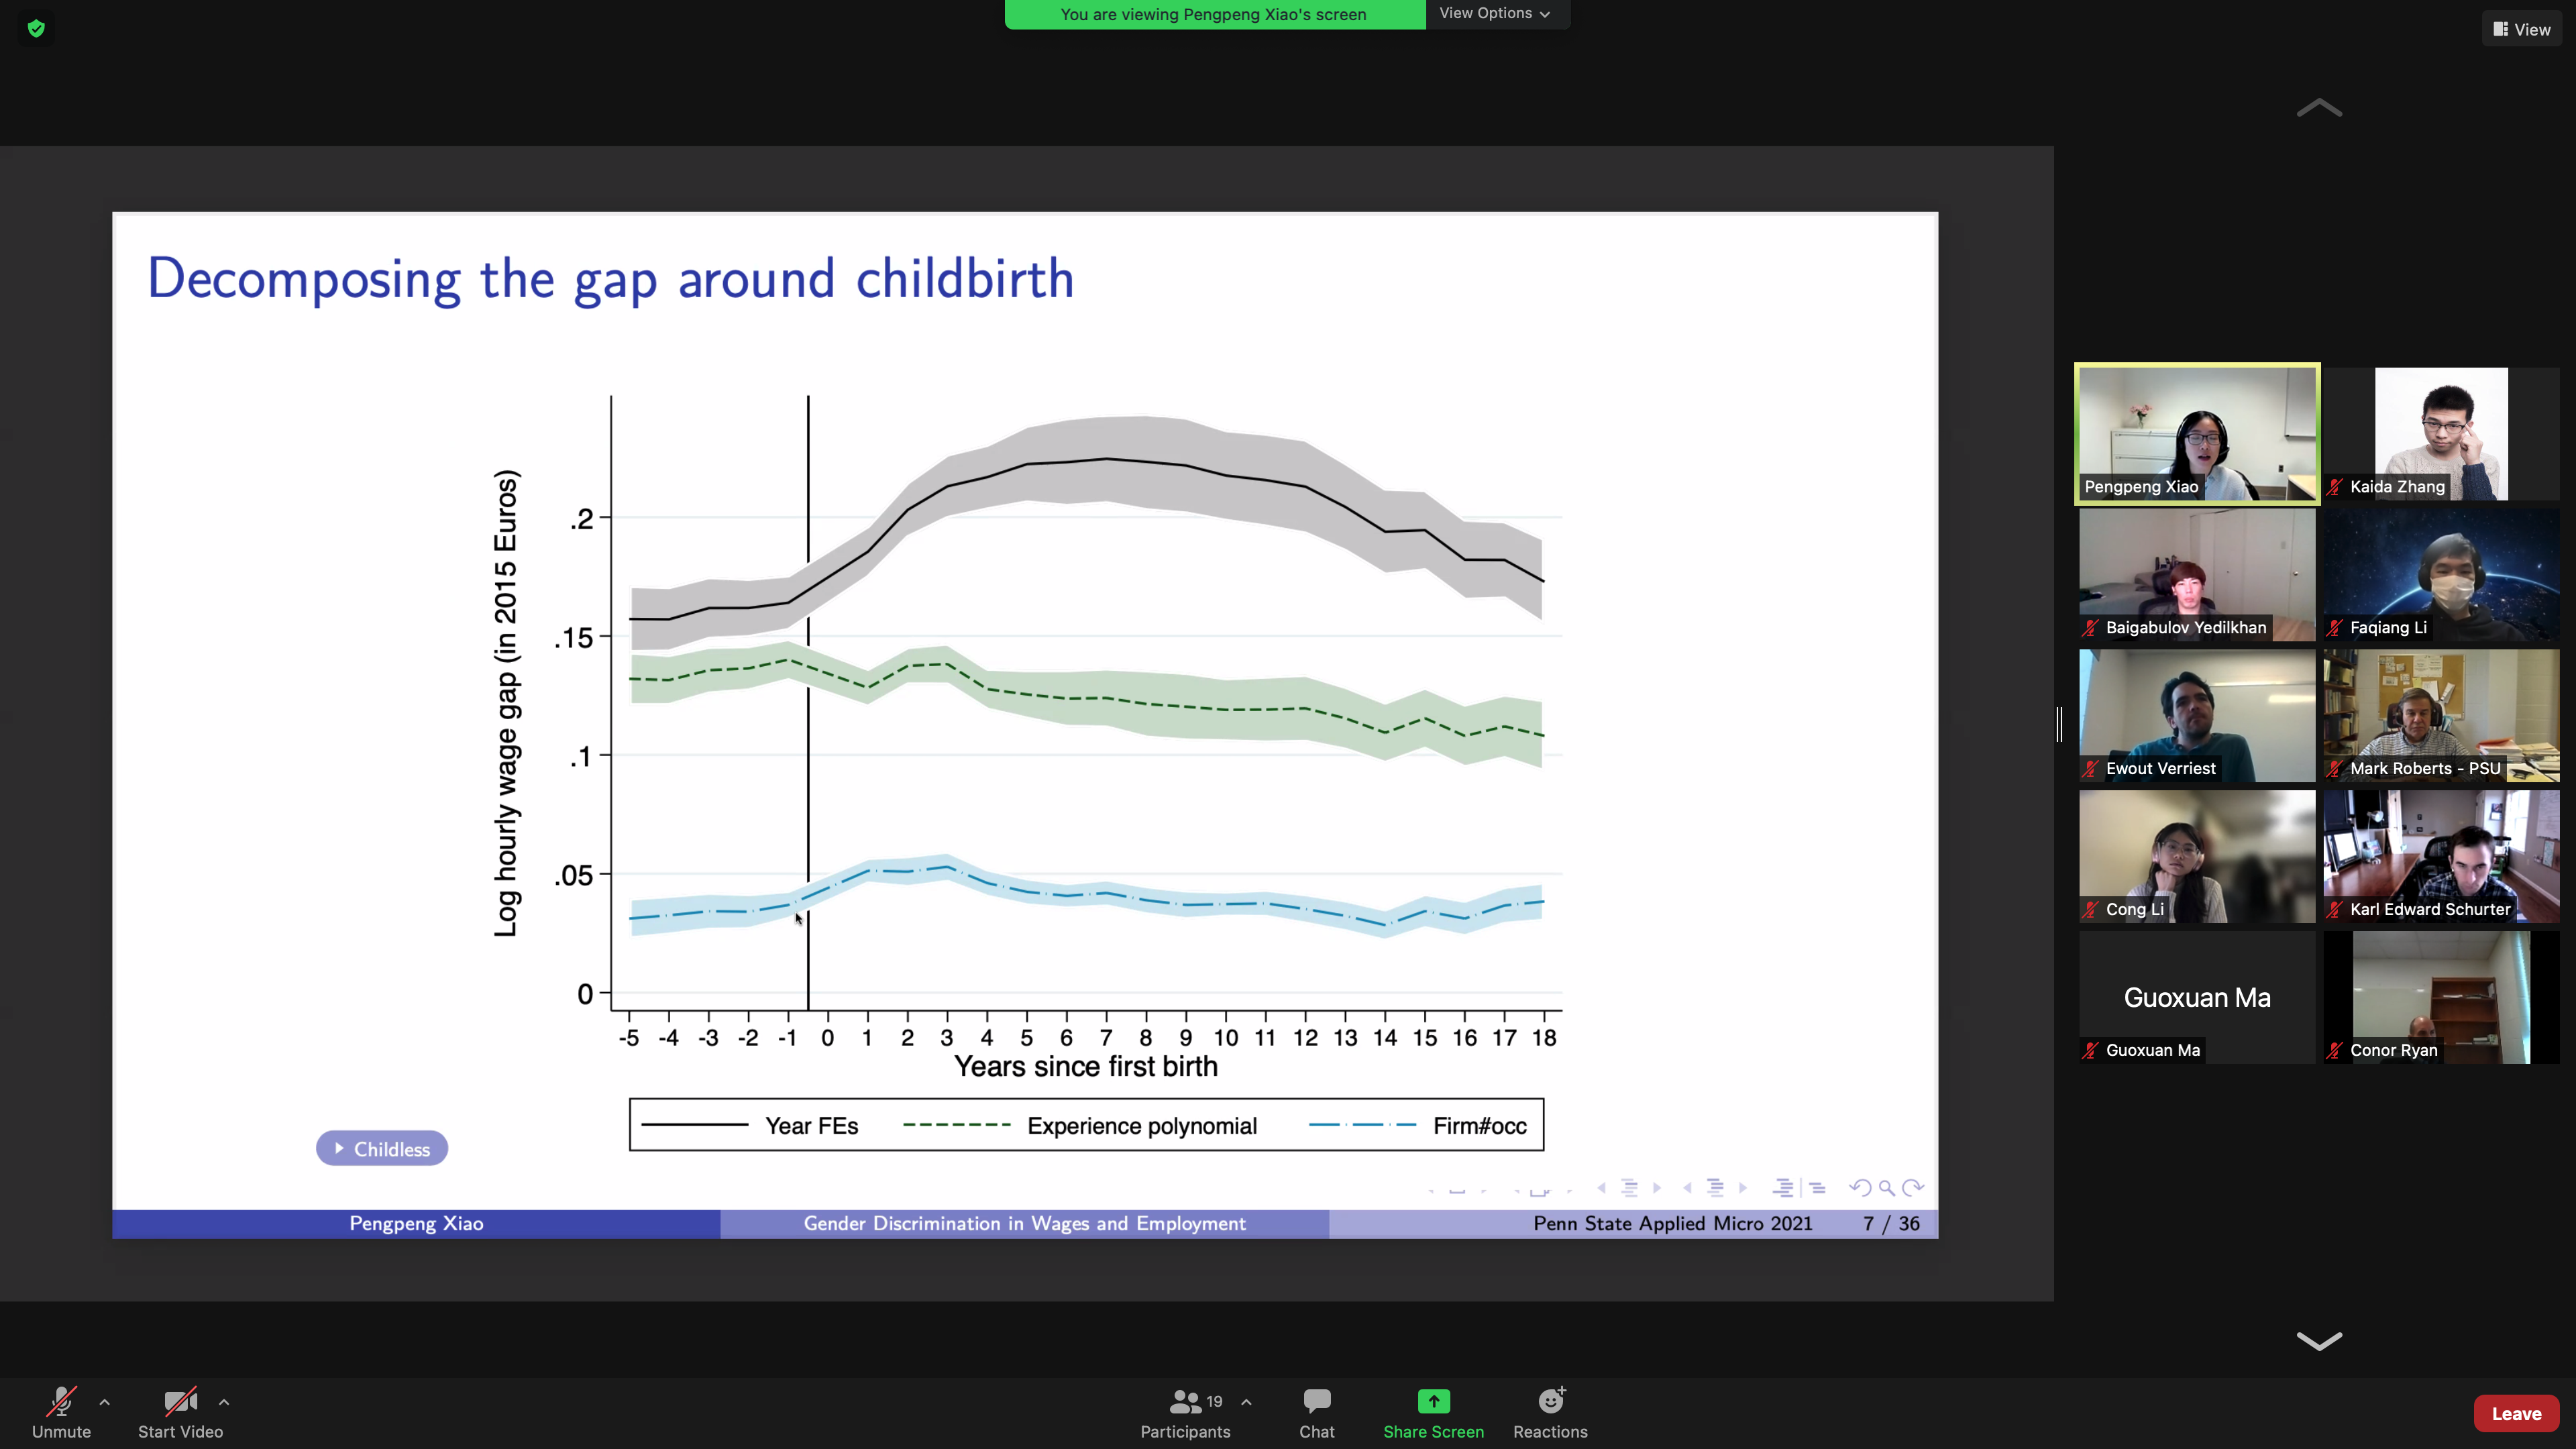 You are viewing Pengpeng Xiao's screen
View Options
View
Decomposing the gap around childbirth
Log hourly wage gap (in 2015 Euros)
.2
.15
.1
.05
0
-5 -4 -3 -2 -1 0 1 2 3 4 5 6 7 8 9 10 11 12 13 14 15 16 17 18
Years since first birth
Year FEs Experience polynomial Firm#occ
Childless
Pengpeng Xiao Gender Discrimination in Wages and Employment Penn State Applied Micro 2021 7 / 36
Pengpeng Xiao
Kaida Zhang
Baigabulov Yedilkhan
Faqiang Li
Ewout Verriest
Mark Roberts - PSU
Cong Li
Karl Edward Schurter
Guoxuan Ma
Guoxuan Ma
Conor Ryan
Unmute
Start Video
19
Participants
Chat
Share Screen
Reactions
Leave